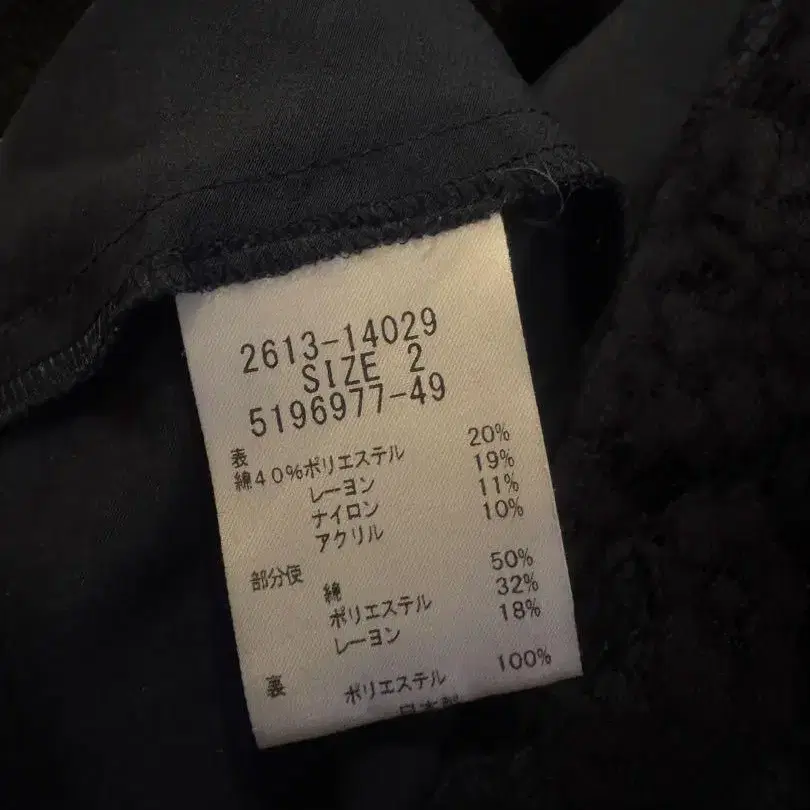 2613-14029
SIZE 2
5196977-49
表
綿40%ポリエステル 20%
レーヨン 19%
ナイロン 11%
アクリル 10%
部分使
綿 50%
ポリエステル 32%
レーヨン 18%
裏 ポリエステル 100%
日本製